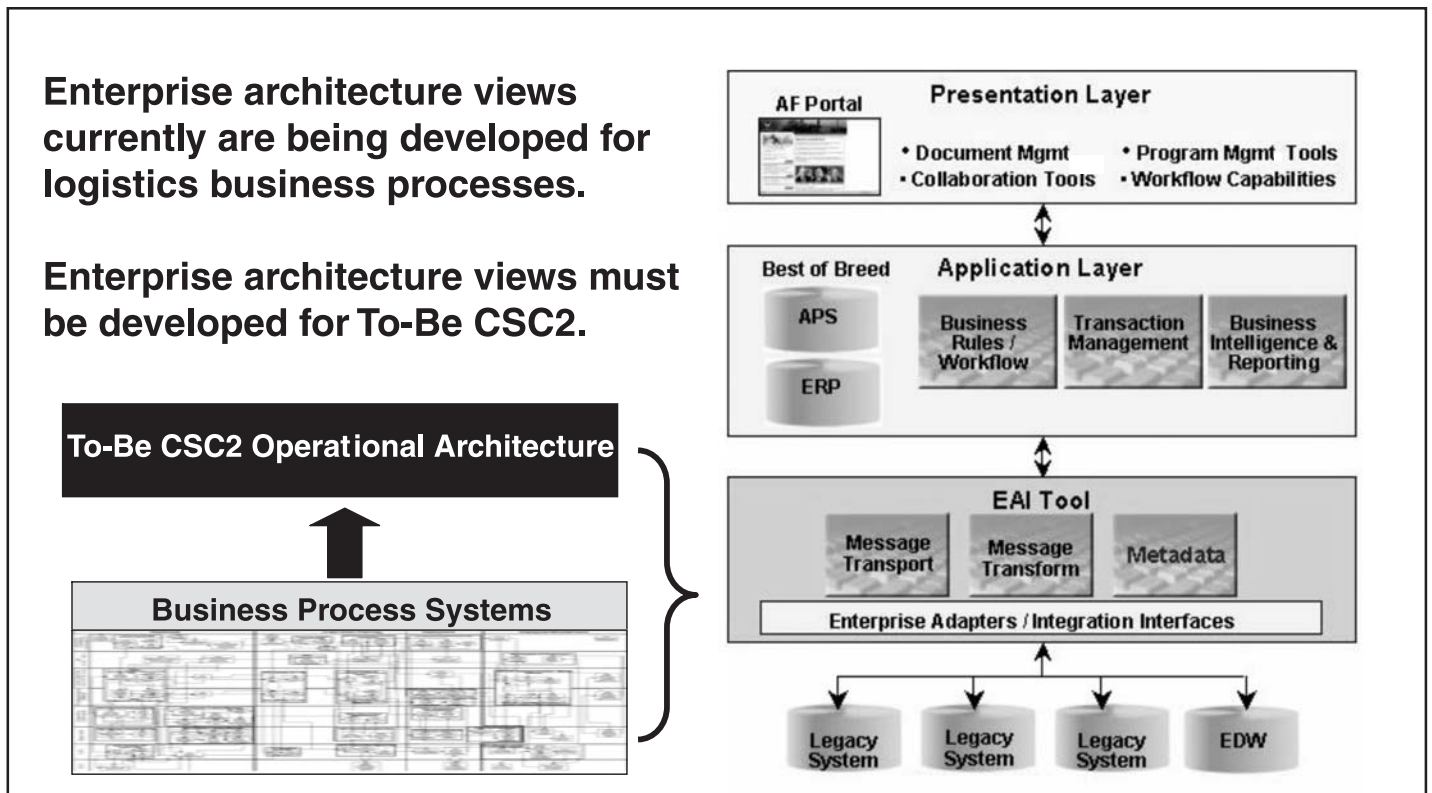 Enterprise architecture views
currently are being developed for
logistics business processes.
Enterprise architecture views must
be developed for To-Be CSC2.
To-Be CSC2 Operational Architecture
Business Process Systems
Presentation Layer
AF Portal
• Document Mgmt
• Program Mgmt Tools
• Collaboration Tools
• Workflow Capabilities
Application Layer
Best of Breed
APS
ERP
Business
Rules /
Workflow
Transaction
Management
Business
Intelligence &
Reporting
EAI Tool
Message
Transport
Message
Transform
Metadata
Enterprise Adapters / Integration Interfaces
Legacy
System
Legacy
System
Legacy
System
EDW